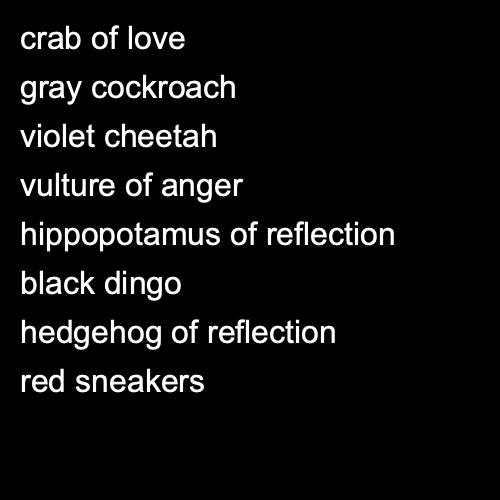 crab of love
gray cockroach
violet cheetah
vulture of anger
hippopotamus of reflection
black dingo
hedgehog of reflection
red sneakers